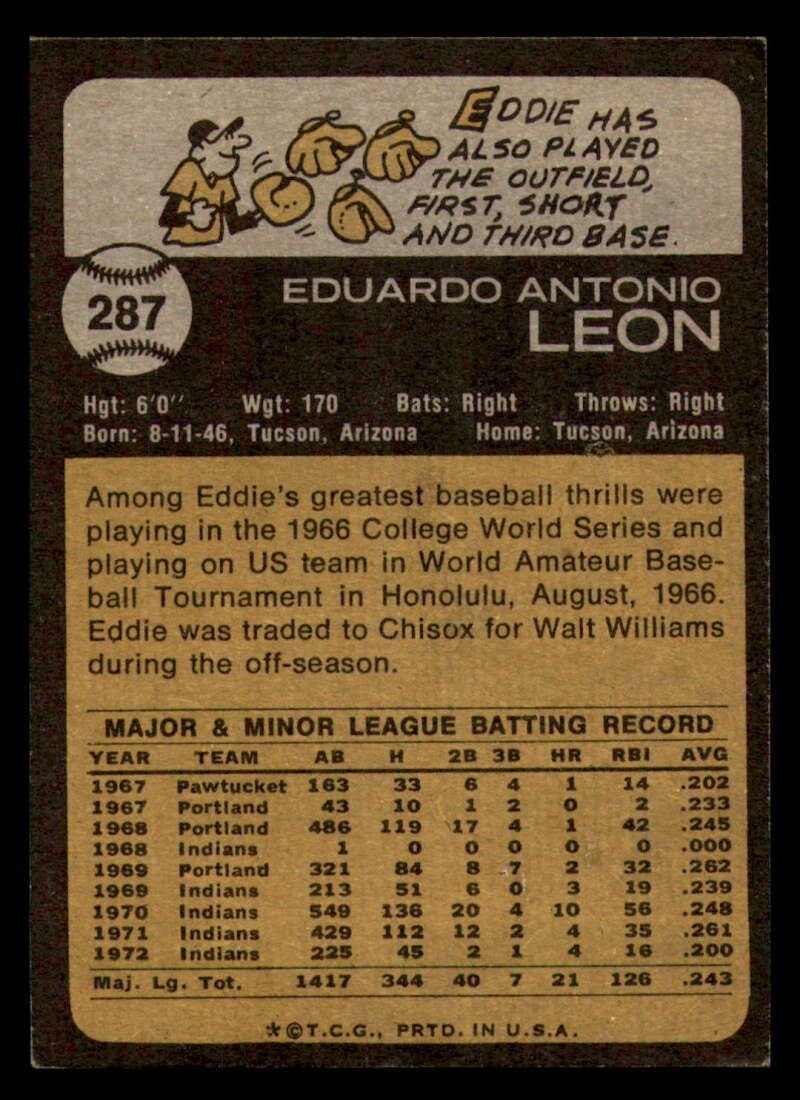 EDDIE HAS
ALSO PLAYED
THE OUTFIELD,
FIRST, SHORT
AND THIRD BASE.
287
EDUARDO ANTONIO
LEON
Hgt: 6'0" Wgt: 170 Bats: Right Throws: Right
Born: 8-11-46, Tucson, Arizona Home: Tucson, Arizona
Among Eddie's greatest baseball thrills were
playing in the 1966 College World Series and
playing on US team in World Amateur Base-
ball Tournament in Honolulu, August, 1966.
Eddie was traded to Chisox for Walt Williams
during the off-season.
MAJOR & MINOR LEAGUE BATTING RECORD
YEAR TEAM AB H 2B 3B HR RBI AVG
1967 Pawtucket 163 33 6 4 1 14 .202
1967 Portland 43 10 1 2 0 2 .233
1968 Portland 486 119 17 4 1 42 .245
1968 Indians 1 0 0 0 0 0 .000
1969 Portland 321 84 8 7 2 32 .262
1969 Indians 213 51 6 0 3 19 .239
1970 Indians 549 136 20 4 10 56 .248
1971 Indians 429 112 12 2 4 35 .261
1972 Indians 225 45 2 1 4 16 .200
Maj. Lg. Tot. 1417 344 40 7 21 126 .243
*©T.C.G., PRTD. IN U.S.A.